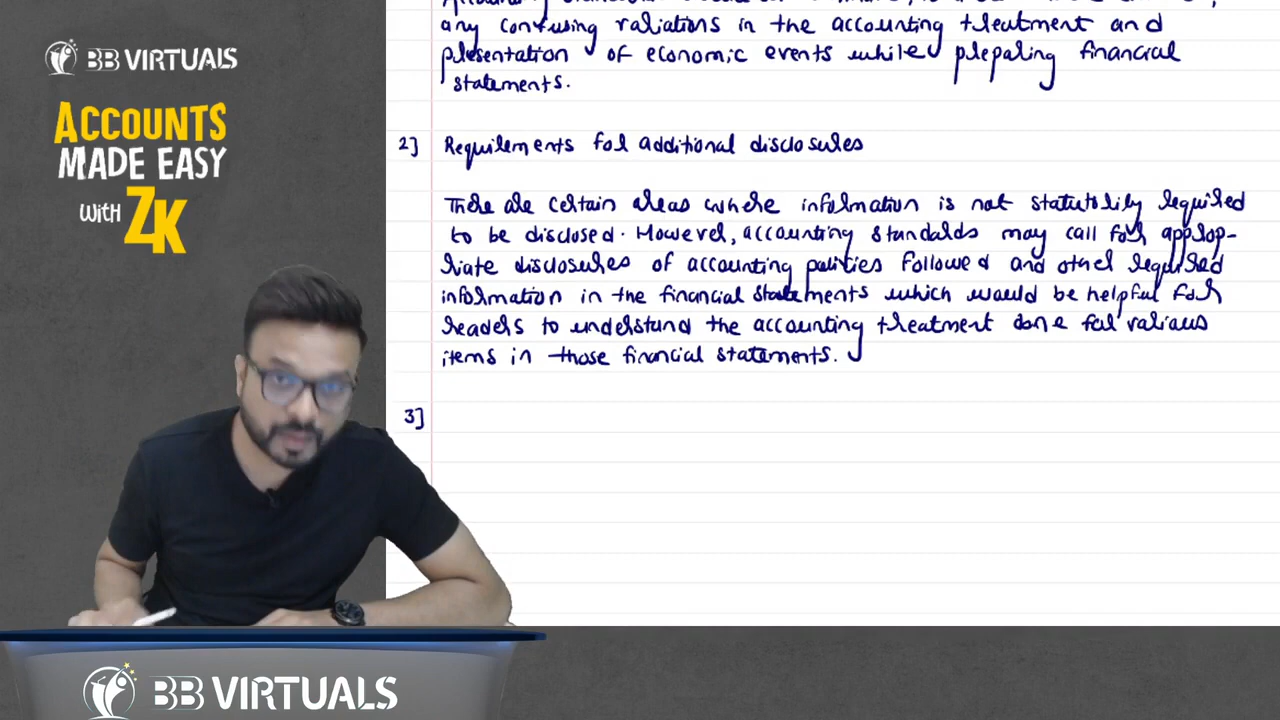 BB VIRTUALS
ACCOUNTS
MADE EASY
WITH ZK
any confusing variations in the accounting treatment and
presentation of economic events while preparing financial
statements.
2] Requirements for additional disclosures
There are certain areas where information is not statutorily required
to be disclosed. However, accounting standards may call for approp-
riate disclosures of accounting policies followed and other required
information in the financial statements which would be helpful for
readers to understand the accounting treatment done for various
items in those financial statements.
3]
BB VIRTUALS